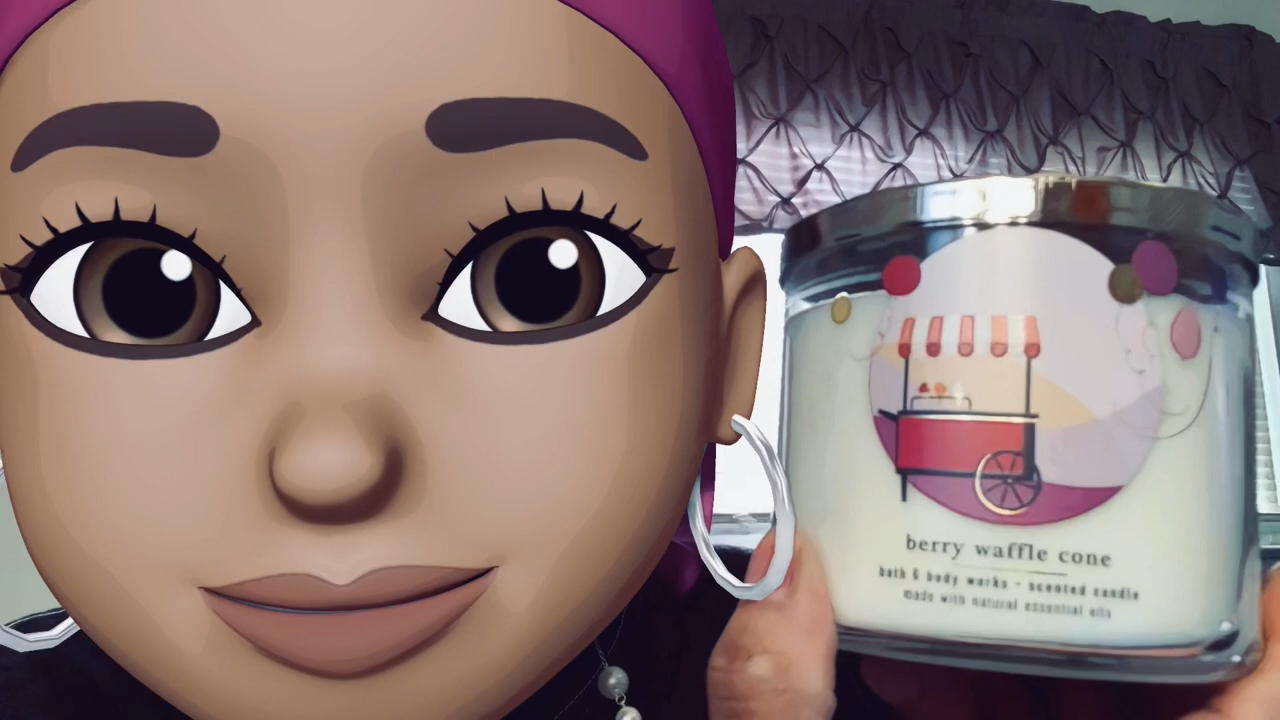 berry waffle cone
bath & body works - scented candle
made with natural essential oils